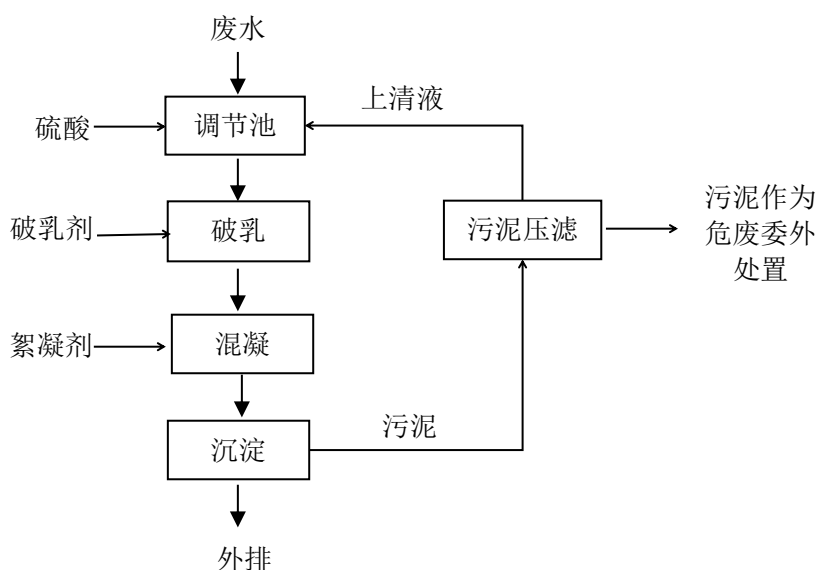 废水
上清液
硫酸
调节池
污泥作为
危废委外
处置
破乳剂
破乳
污泥压滤
絮凝剂
混凝
污泥
沉淀
外排